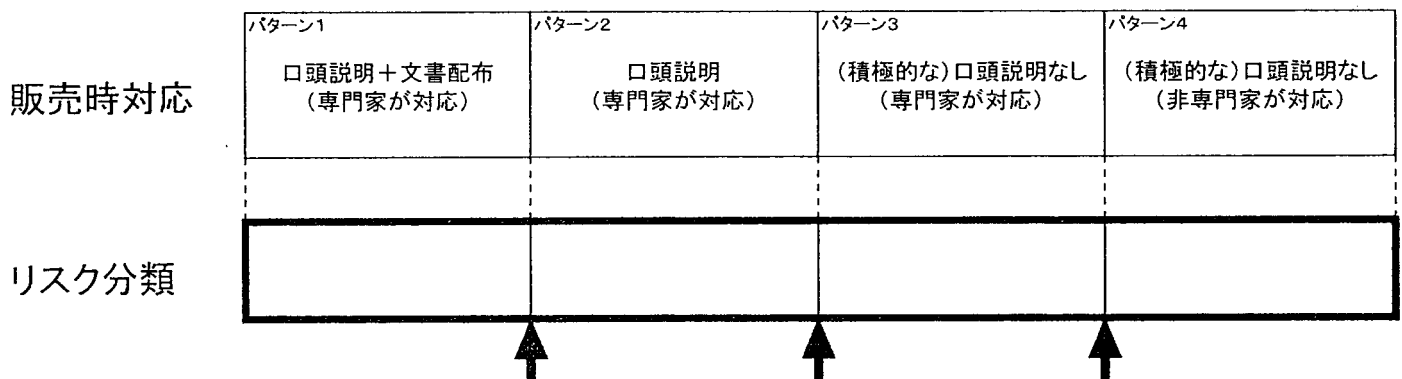 パターン1
パターン2
パターン3
パターン4
販売時対応
口頭説明+文書配布
(専門家が対応)
口頭説明
(専門家が対応)
(積極的な)口頭説明なし
(専門家が対応)
(積極的な)口頭説明なし
(非専門家が対応)
リスク分類